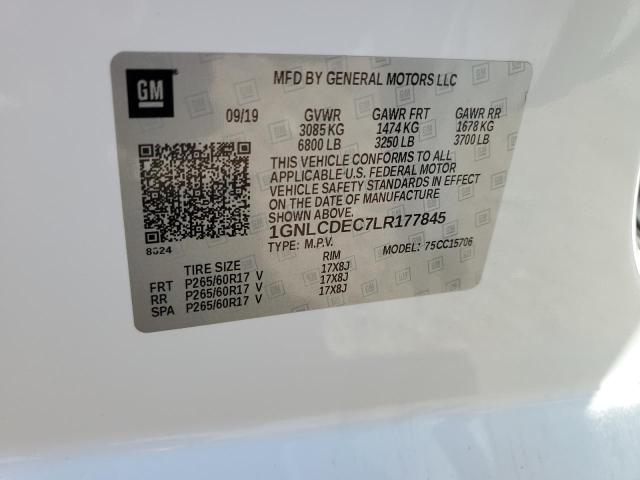 GM
MFD BY GENERAL MOTORS LLC
09/19 GVWR GAWR FRT GAWR RR
3085 KG 1474 KG 1678 KG
6800 LB 3250 LB 3700 LB
THIS VEHICLE CONFORMS TO ALL
APPLICABLE U.S. FEDERAL MOTOR
VEHICLE SAFETY STANDARDS IN EFFECT
ON THE DATE OF MANUFACTURE
SHOWN ABOVE.
1GNLCDEC7LR177845
TYPE: M.P.V. MODEL: 75CC15706
8624
TIRE SIZE RIM
FRT P265/60R17 V 17X8J
RR P265/60R17 V 17X8J
SPA P265/60R17 V 17X8J